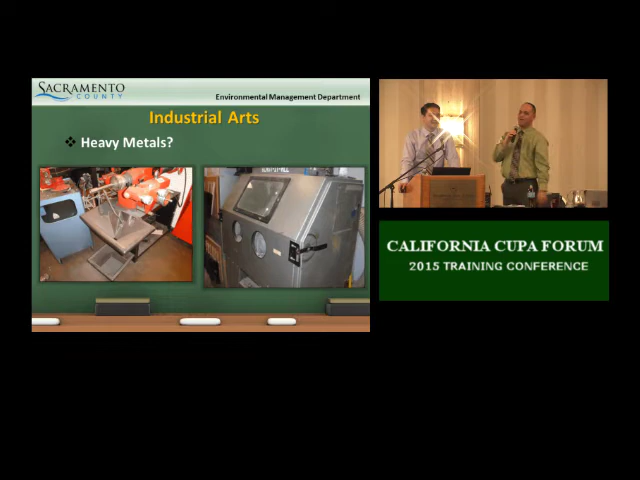 SACRAMENTO
COUNTY
Environmental Management Department
Industrial Arts
❖ Heavy Metals?
CALIFORNIA CUPA FORUM
2015 TRAINING CONFERENCE